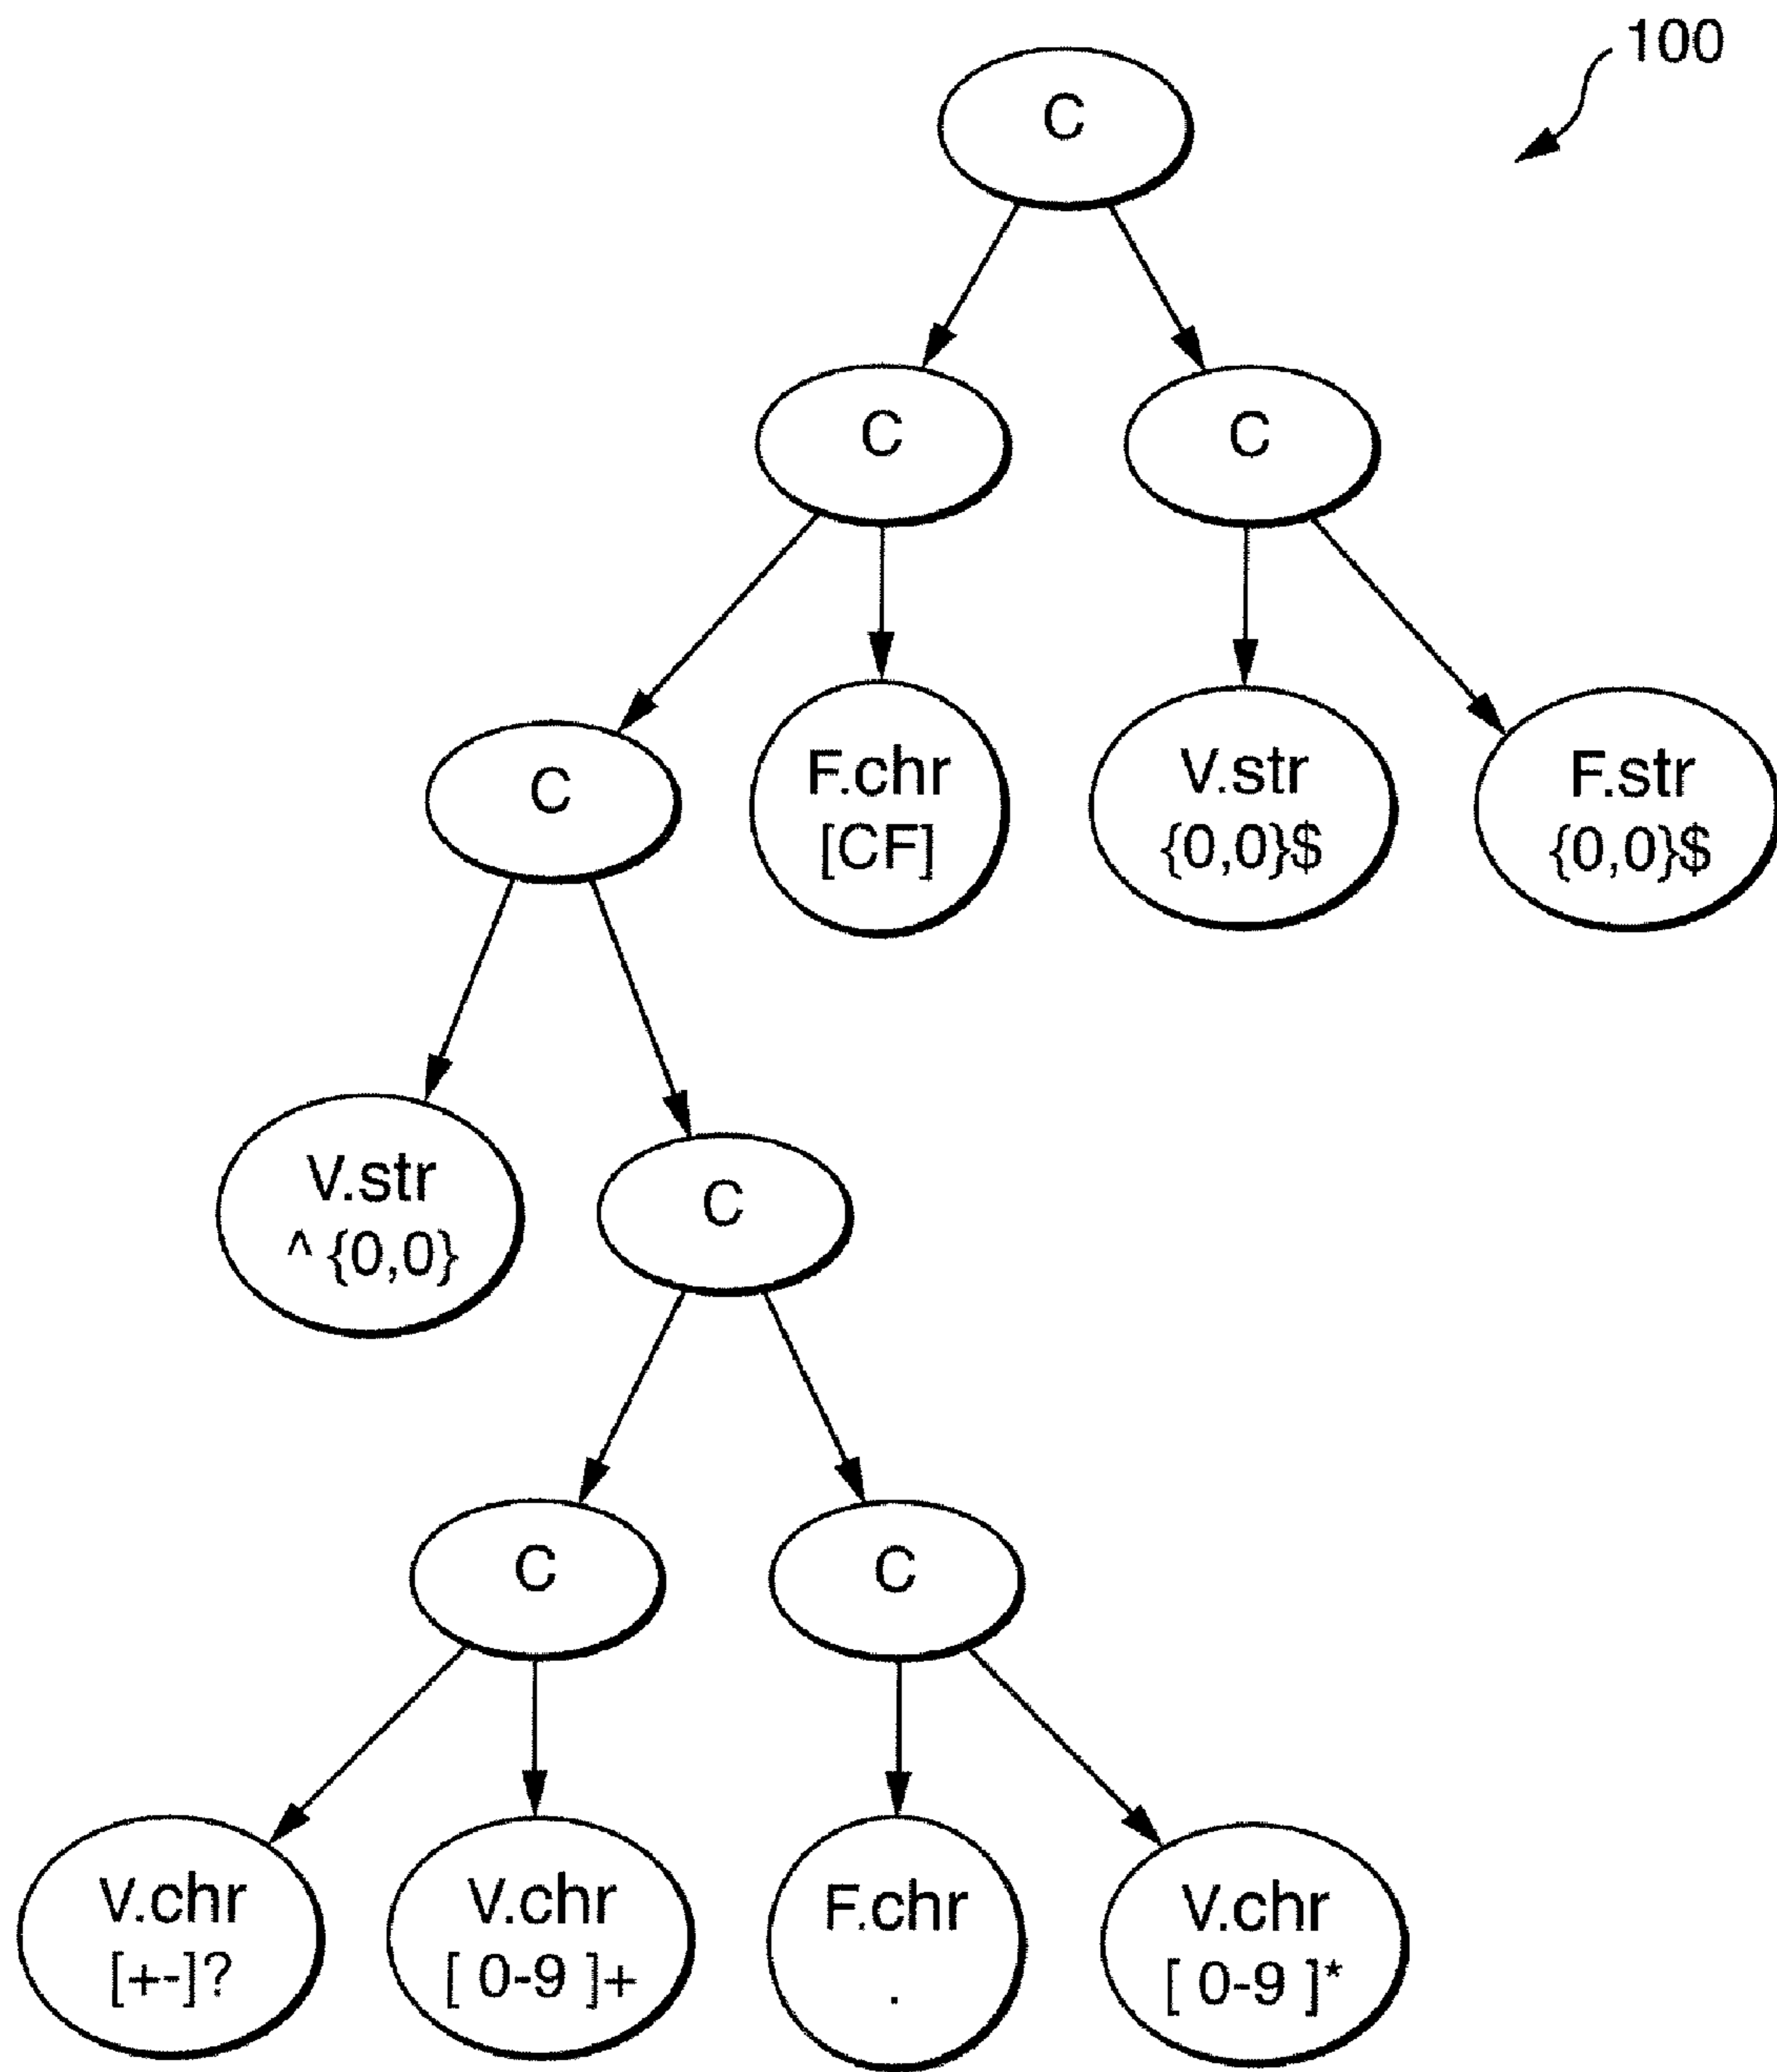 100
C
C
C
C
F.chr
[CF]
V.str
{0,0}$
F.str
{0,0}$
V.str
^ {0,0}
C
C
C
V.chr
[+-]?
V.chr
[ 0-9 ]+
F.chr
.
V.chr
[ 0-9 ]*